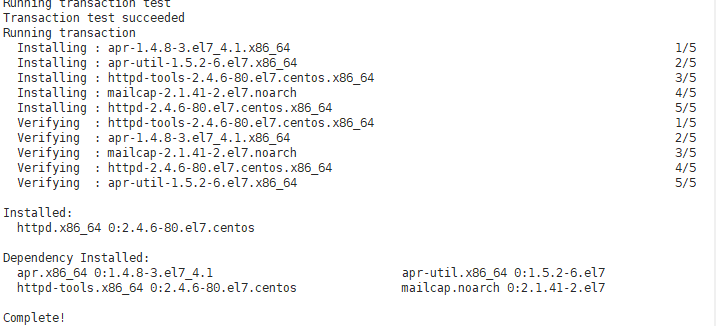 Running transaction test
Transaction test succeeded
Running transaction
  Installing : apr-1.4.8-3.el7_4.1.x86_64 1/5
  Installing : apr-util-1.5.2-6.el7.x86_64 2/5
  Installing : httpd-tools-2.4.6-80.el7.centos.x86_64 3/5
  Installing : mailcap-2.1.41-2.el7.noarch 4/5
  Installing : httpd-2.4.6-80.el7.centos.x86_64 5/5
  Verifying  : httpd-tools-2.4.6-80.el7.centos.x86_64 1/5
  Verifying  : apr-1.4.8-3.el7_4.1.x86_64 2/5
  Verifying  : mailcap-2.1.41-2.el7.noarch 3/5
  Verifying  : httpd-2.4.6-80.el7.centos.x86_64 4/5
  Verifying  : apr-util-1.5.2-6.el7.x86_64 5/5
Installed:
  httpd.x86_64 0:2.4.6-80.el7.centos
Dependency Installed:
  apr.x86_64 0:1.4.8-3.el7_4.1 apr-util.x86_64 0:1.5.2-6.el7
  httpd-tools.x86_64 0:2.4.6-80.el7.centos mailcap.noarch 0:2.1.41-2.el7
Complete!